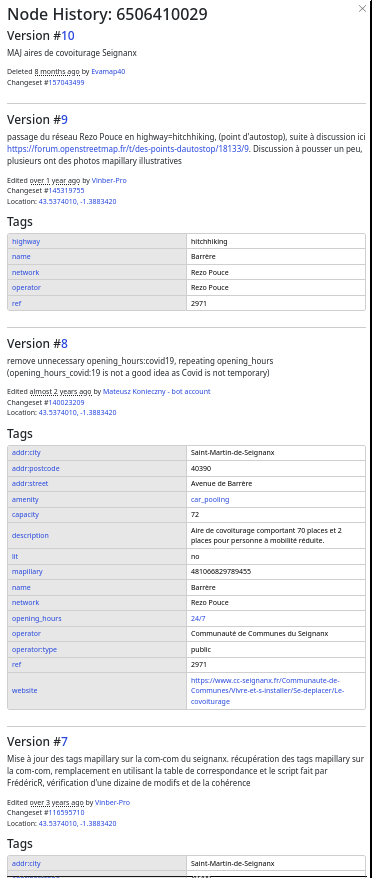 Node History: 6506410029
Version #10
MAJ aires de covoiturage Seignanx
Deleted 8 months ago by Evamap40
Changeset #157043499
Version #9
passage du réseau Rezo Pouce en highway=hitchhiking, (point d'autostop), suite à discussion ici
https://forum.openstreetmap.fr/t/des-points-dautostop/18133/9. Discussion à pousser un peu,
plusieurs ont des photos mapillary illustratives
Edited over 1 year ago by Vinber-Pro
Changeset #145319755
Location: 43.5374010, -1.3883420
Tags
highway hitchhiking
name Barrère
network Rezo Pouce
operator Rezo Pouce
ref 2971
Version #8
remove unnecessary opening_hours:covid19, repeating opening_hours
(opening_hours_covid:19 is not a good idea as Covid is not temporary)
Edited almost 2 years ago by Mateusz Konieczny - bot account
Changeset #140023209
Location: 43.5374010, -1.3883420
Tags
addr:city Saint-Martin-de-Seignanx
addr:postcode 40390
addr:street Avenue de Barrère
amenity car_pooling
capacity 72
description Aire de covoiturage comportant 70 places et 2
places pour personne à mobilité réduite.
lit no
mapillary 481066829789455
name Barrère
network Rezo Pouce
opening_hours 24/7
operator Communauté de Communes du Seignanx
operator:type public
ref 2971
website https://www.cc-seignanx.fr/Communaute-de-
Communes/Vivre-et-s-installer/Se-deplacer/Le-
covoiturage
Version #7
Mise à jour des tags mapillary sur la com-com du seignanx. récupération des tags mapillary sur
la com-com, remplacement en utilisant la table de correspondance et le script fait par
FrédéricR, vérification d'une dizaine de modifs et de la cohérence
Edited over 3 years ago by Vinber-Pro
Changeset #116595710
Location: 43.5374010, -1.3883420
Tags
addr:city Saint-Martin-de-Seignanx